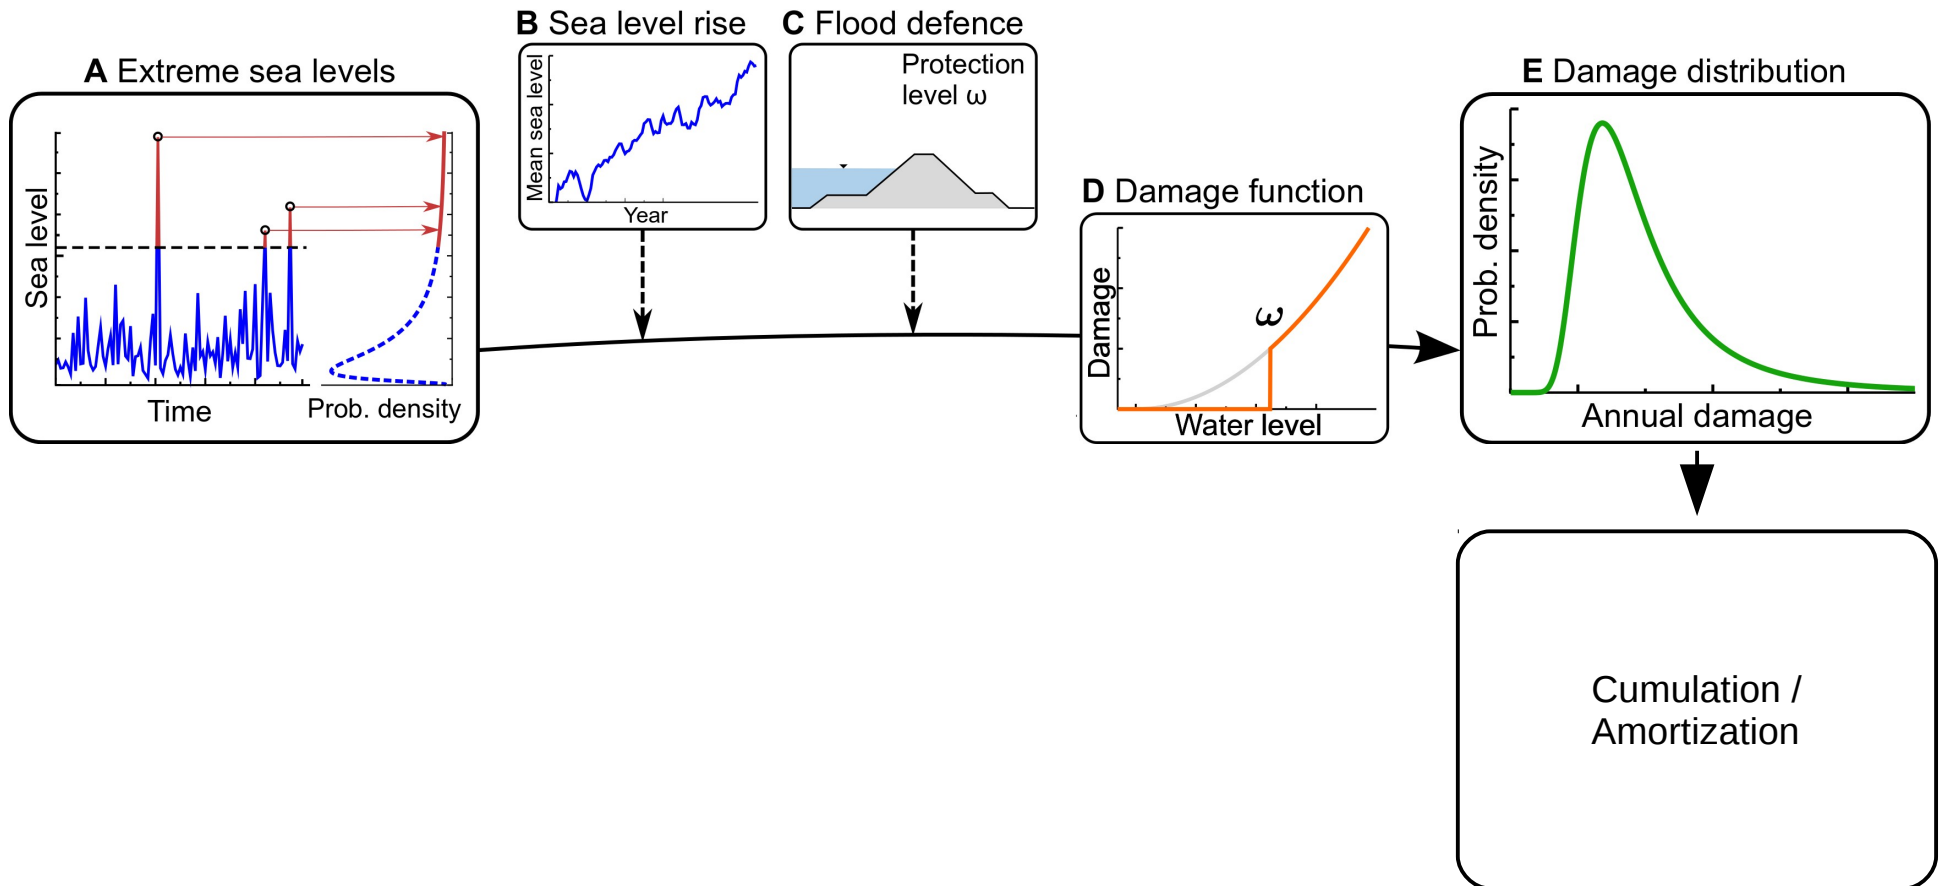 A Extreme sea levels
Sea level
Time
Prob. density
B Sea level rise
Mean sea level
Year
C Flood defence
Protection
level ω
D Damage function
Damage
ω
Water level
E Damage distribution
Prob. density
Annual damage
Cumulation /
Amortization